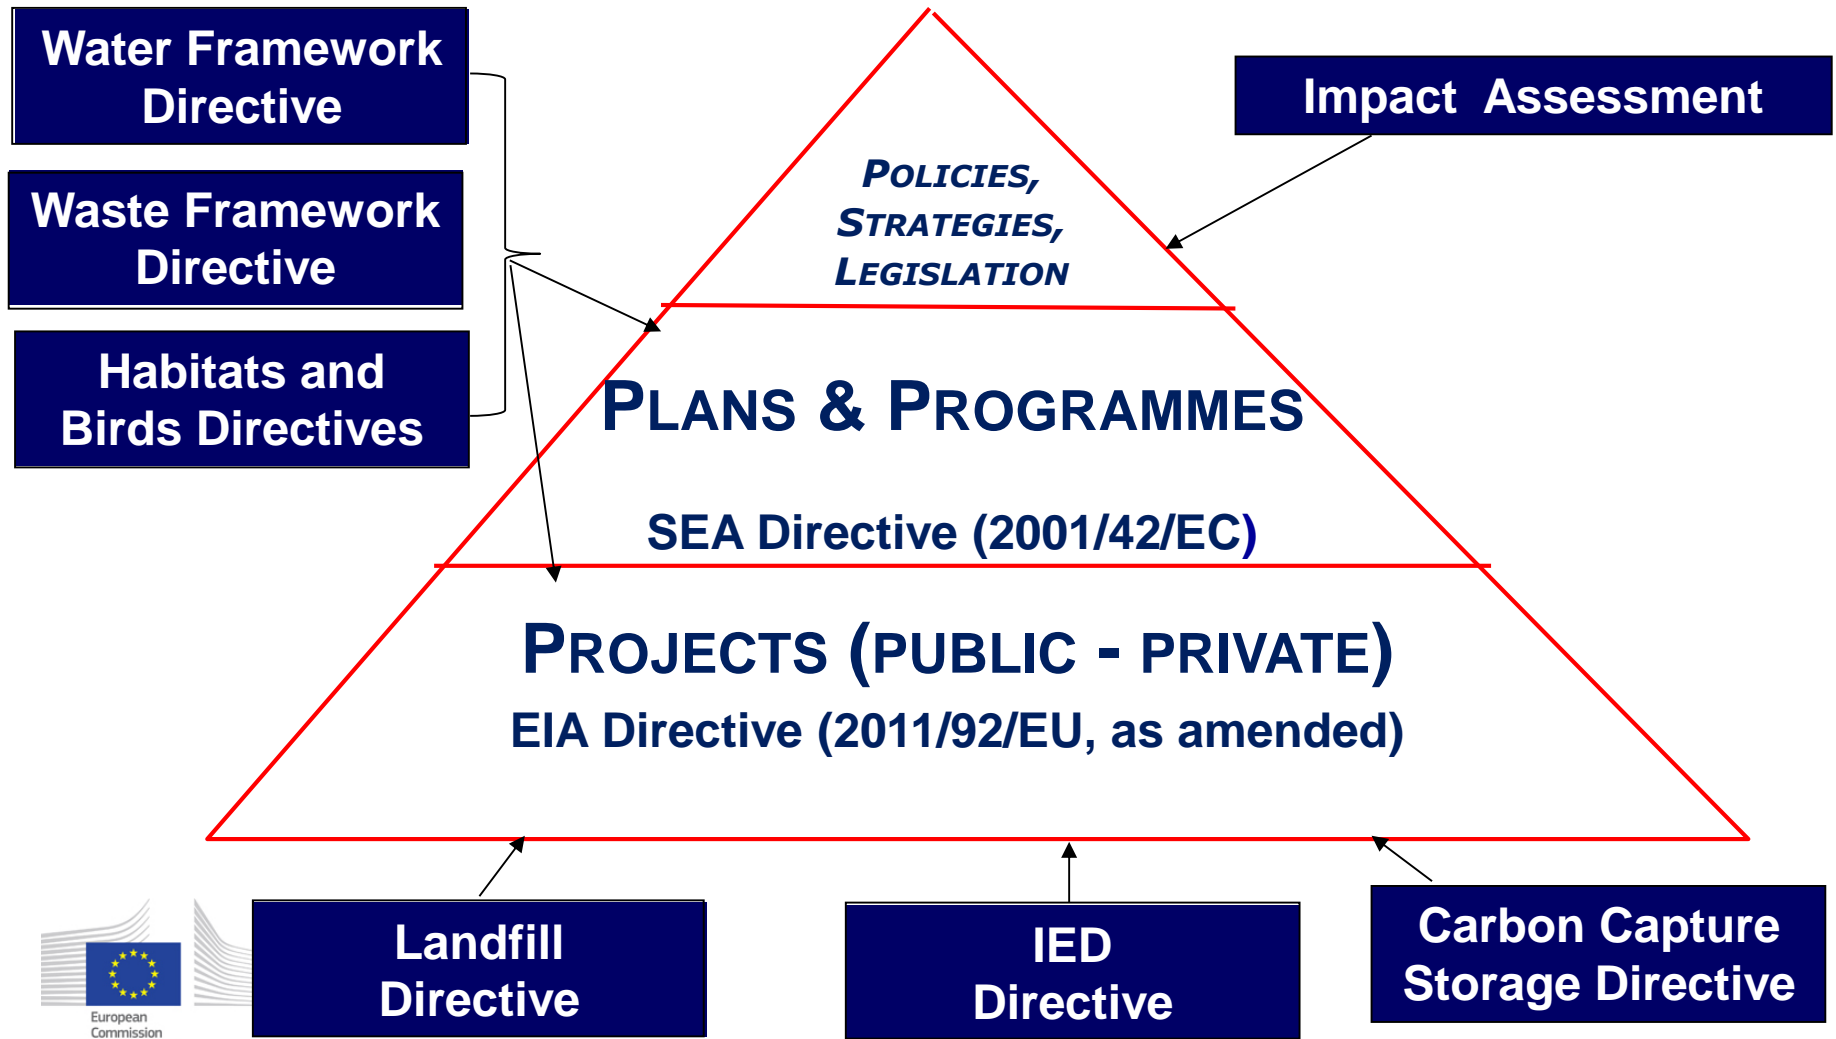 Water Framework
Directive
Impact Assessment
Policies,
Strategies,
Legislation
Waste Framework
Directive
Habitats and
Birds Directives
Plans & Programmes
SEA Directive (2001/42/EC)
Projects (public - private)
EIA Directive (2011/92/EU, as amended)
Landfill
Directive
IED
Directive
Carbon Capture
Storage Directive
European
Commission